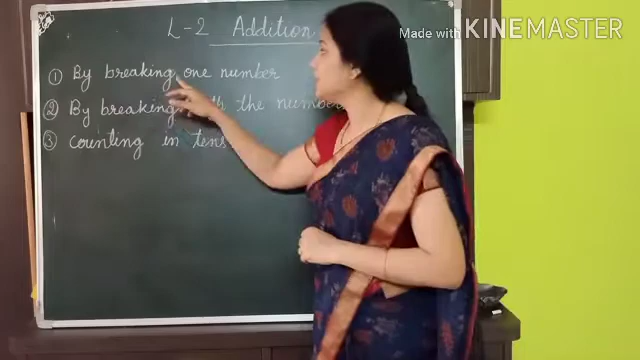 Made with KINEMASTER
L-2 Addition
① By breaking one number
② By breaking the number
③ counting in tens